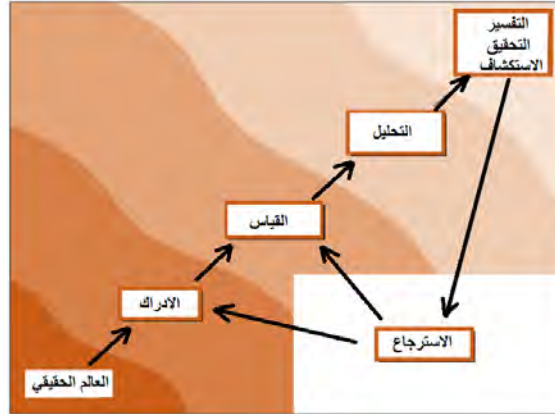 التفسير
التحقيق
الاستكشاف
التحليل
القياس
الادراك
الاسترجاع
العالم الحقيقي